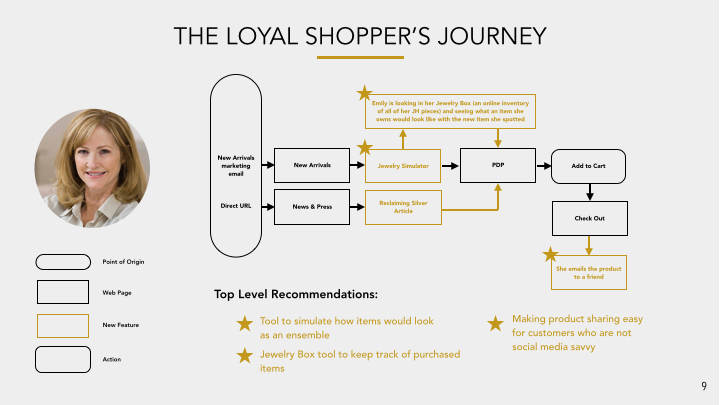 THE LOYAL SHOPPER'S JOURNEY
Emily is looking in her Jewelry Box (an online inventory
of all of her JH pieces) and seeing what an item she
owns would look like with the new item she spotted
New Arrivals
marketing
email
New Arrivals
Jewelry Simulator
PDP
Add to Cart
Direct URL
News & Press
Reclaiming Silver
Article
Check Out
She emails the product
to a friend
Point of Origin
Web Page
New Feature
Action
Top Level Recommendations:
Tool to simulate how items would look
as an ensemble
Jewelry Box tool to keep track of purchased
items
Making product sharing easy
for customers who are not
social media savvy
9